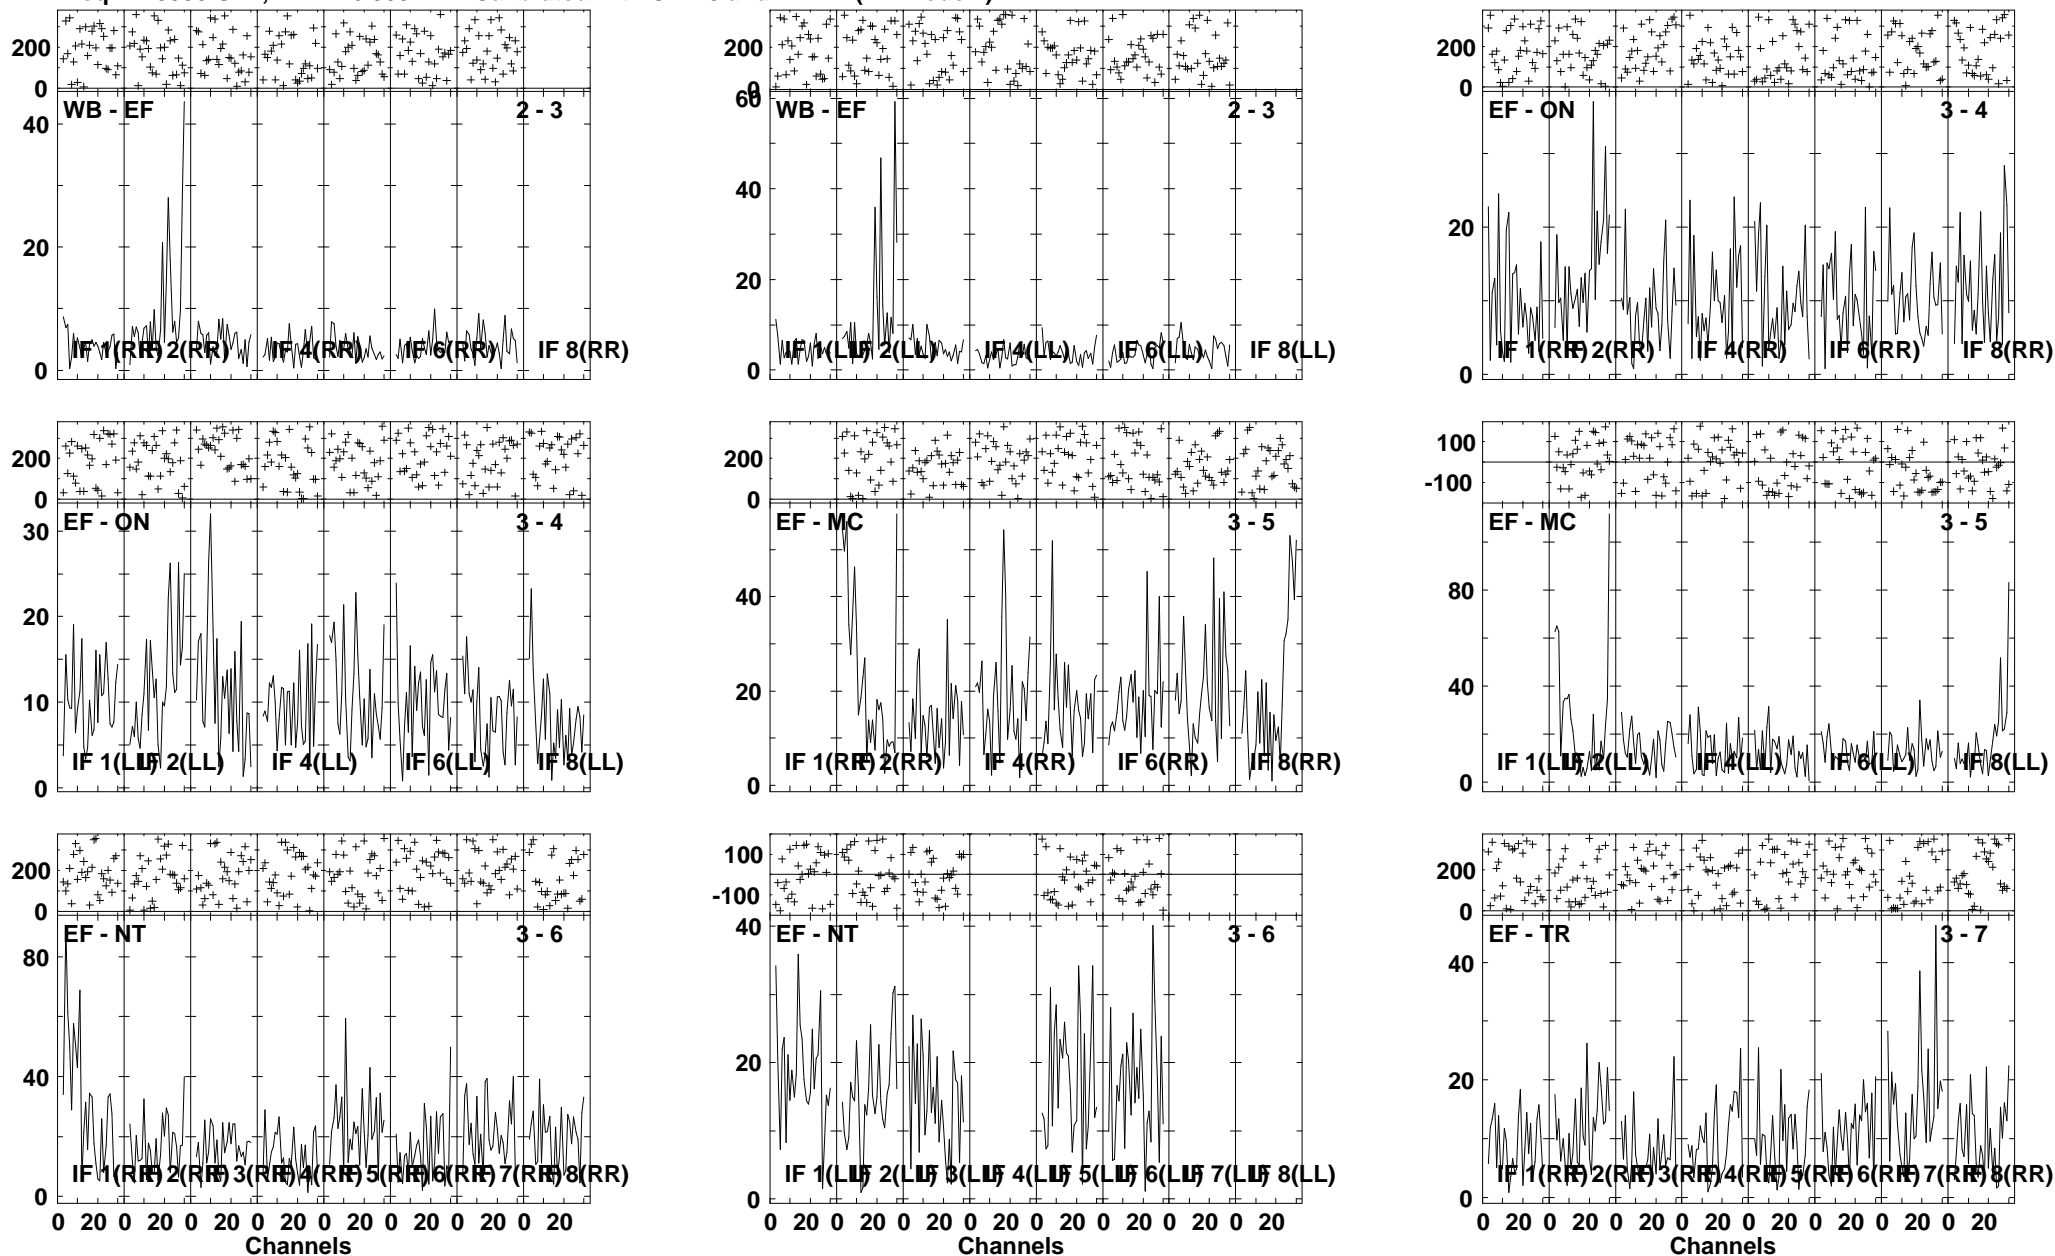 200
0
WB - EF 2 - 3
40
20
0
IF 1(RR) IF 2(RR) IF 4(RR) IF 6(RR) IF 8(RR)
200
0
60
WB - EF 2 - 3
40
20
0
IF 1(LL) IF 2(LL) IF 4(LL) IF 6(LL) IF 8(LL)
200
0
EF - ON 3 - 4
20
0
IF 1(RR) IF 2(RR) IF 4(RR) IF 6(RR) IF 8(RR)
200
0
EF - ON 3 - 4
30
20
10
0
IF 1(LL) IF 2(LL) IF 4(LL) IF 6(LL) IF 8(LL)
200
0
EF - MC 3 - 5
40
20
0
IF 1(RR) IF 2(RR) IF 4(RR) IF 6(RR) IF 8(RR)
100
-100
EF - MC 3 - 5
80
40
0
IF 1(LL) IF 2(LL) IF 4(LL) IF 6(LL) IF 8(LL)
200
0
EF - NT 3 - 6
80
40
0
IF 1(RR) IF 2(RR) IF 3(RR) IF 4(RR) IF 5(RR) IF 6(RR) IF 7(RR) IF 8(RR)
0 20 0 20 0 20 0 20 0 20 0 20 0 20 0 20
Channels
100
-100
40
EF - NT 3 - 6
20
0
IF 1(LL) IF 2(LL) IF 3(LL) IF 4(LL) IF 5(LL) IF 6(LL) IF 7(LL) IF 8(LL)
0 20 0 20 0 20 0 20 0 20 0 20 0 20 0 20
Channels
200
0
EF - TR 3 - 7
40
20
0
IF 1(RR) IF 2(RR) IF 3(RR) IF 4(RR) IF 5(RR) IF 6(RR) IF 7(RR) IF 8(RR)
0 20 0 20 0 20 0 20 0 20 0 20 0 20 0 20
Channels